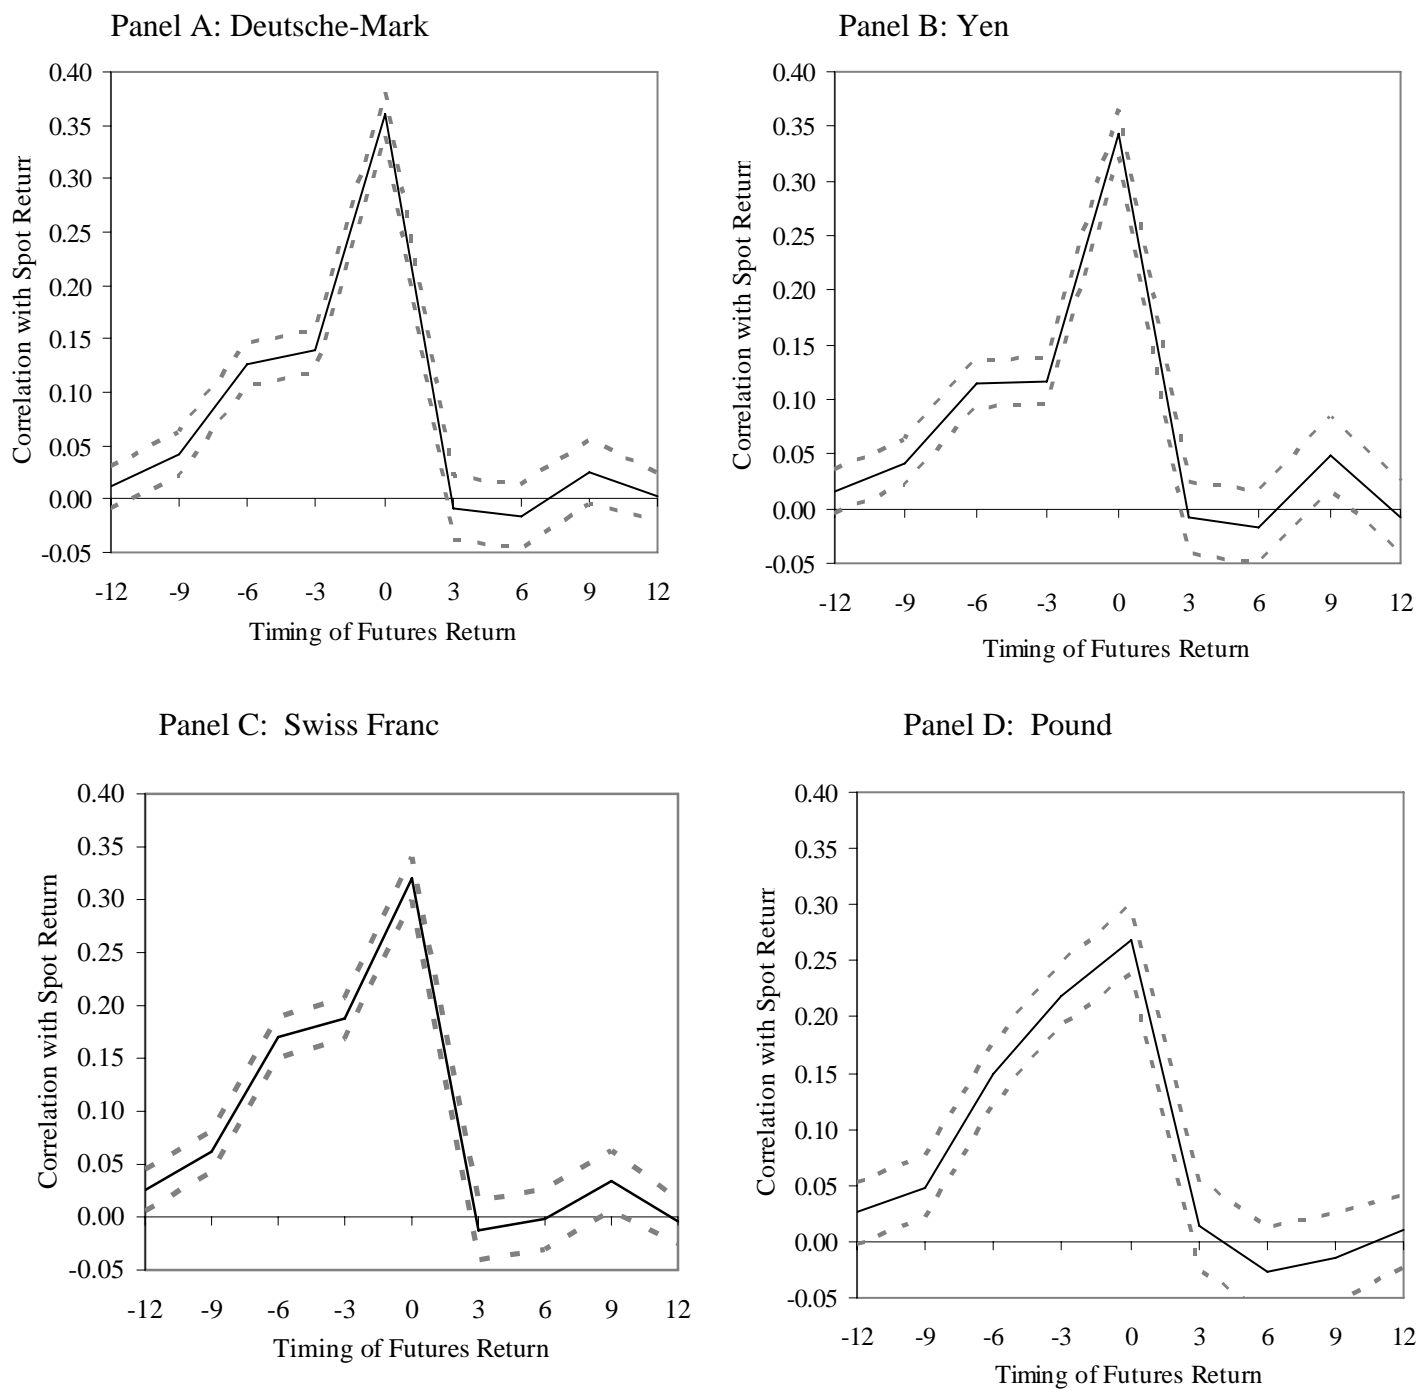 Panel A: Deutsche-Mark
0.40
0.35
0.30
0.25
0.20
0.15
0.10
0.05
0.00
-0.05
Correlation with Spot Return
-12 -9 -6 -3 0 3 6 9 12
Timing of Futures Return
Panel B: Yen
0.40
0.35
0.30
0.25
0.20
0.15
0.10
0.05
0.00
-0.05
Correlation with Spot Return
-12 -9 -6 -3 0 3 6 9 12
Timing of Futures Return
Panel C: Swiss Franc
0.40
0.35
0.30
0.25
0.20
0.15
0.10
0.05
0.00
-0.05
Correlation with Spot Return
-12 -9 -6 -3 0 3 6 9 12
Timing of Futures Return
Panel D: Pound
0.40
0.35
0.30
0.25
0.20
0.15
0.10
0.05
0.00
-0.05
Correlation with Spot Return
-12 -9 -6 -3 0 3 6 9 12
Timing of Futures Return